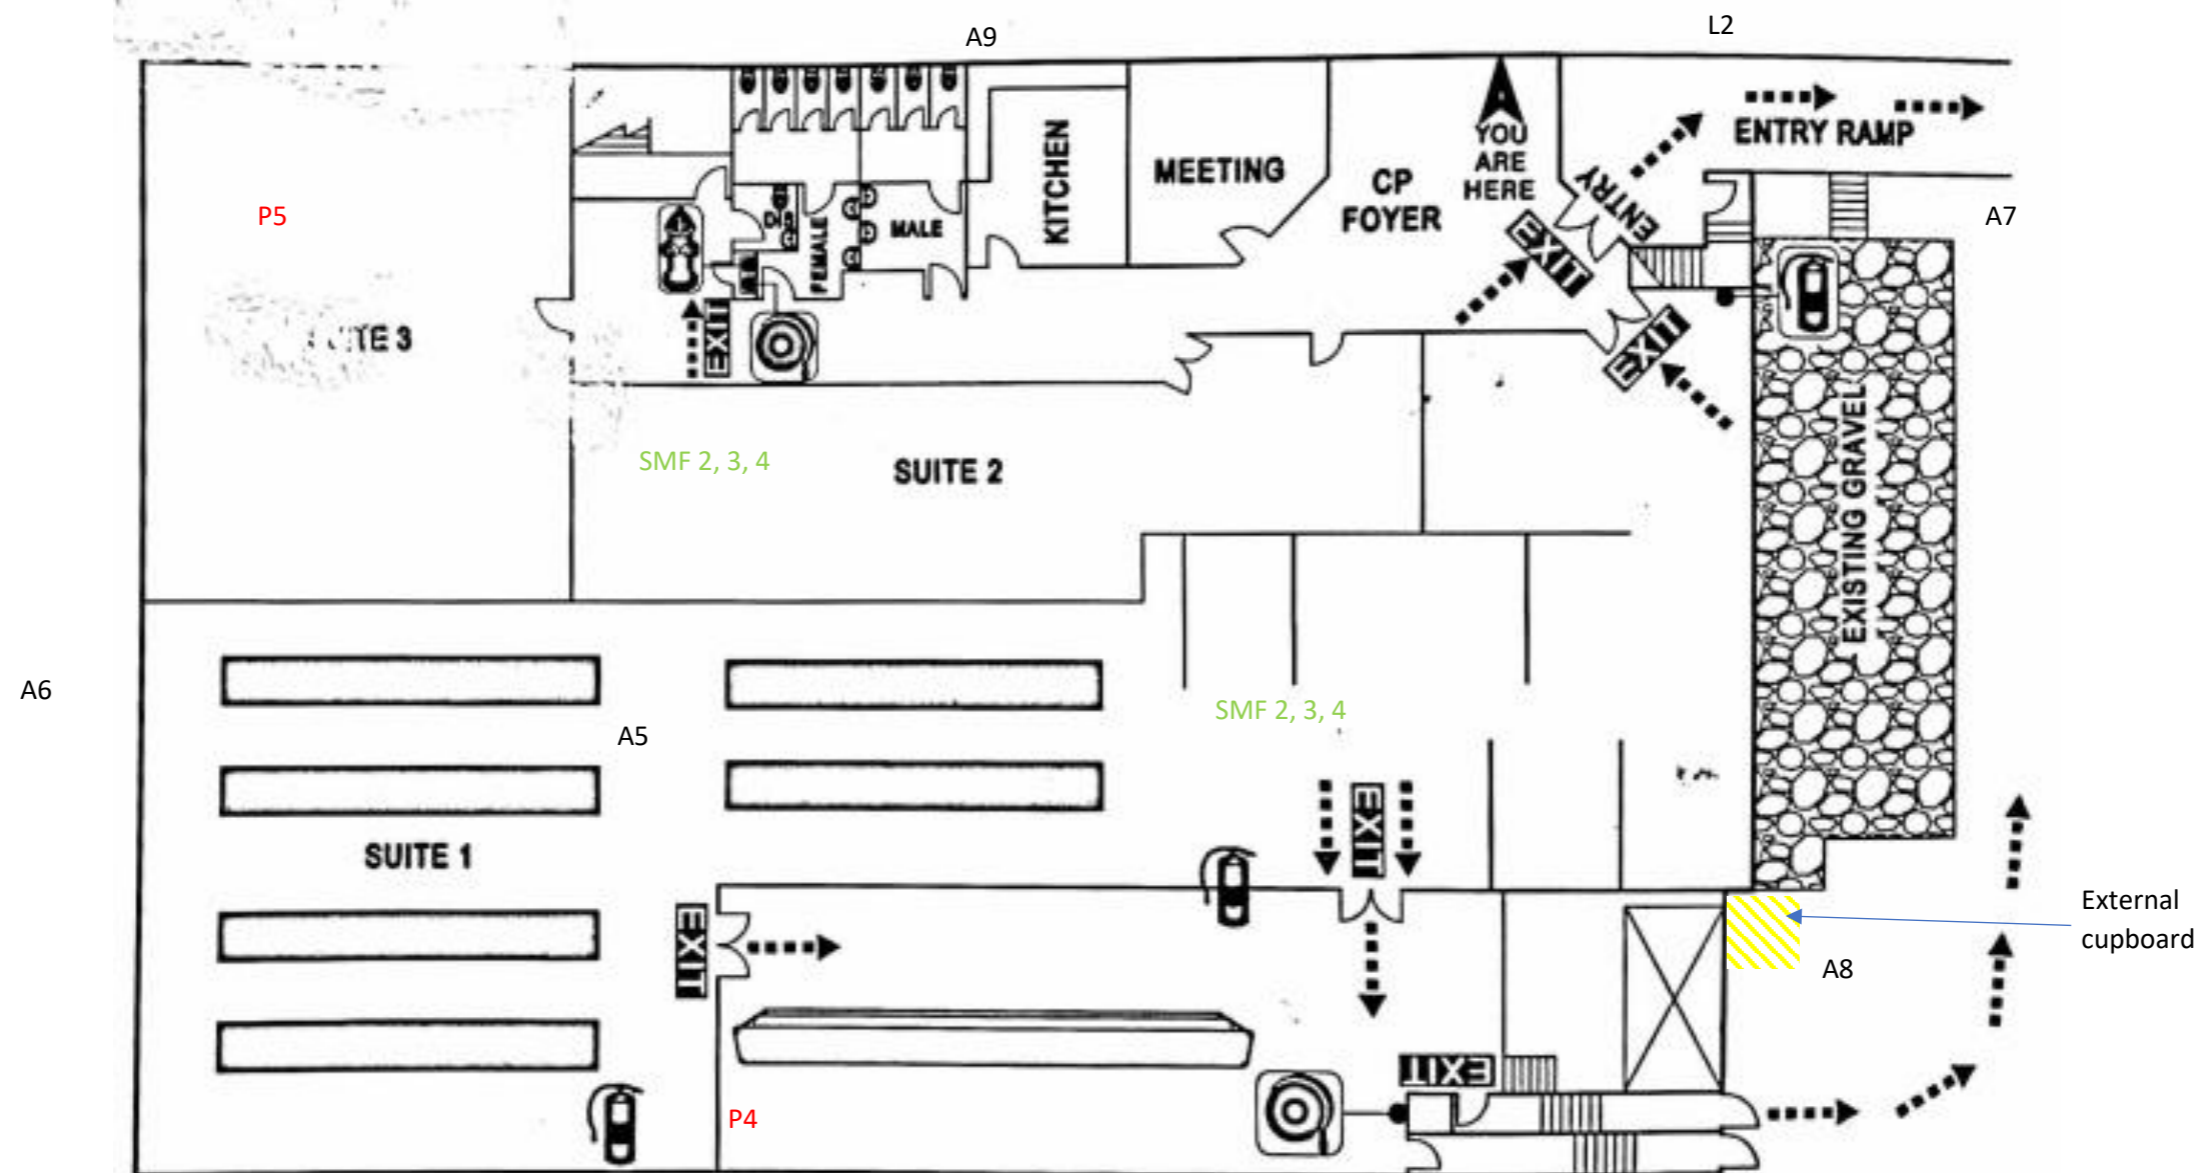 A9
L2
ENTRY RAMP
YOU
ARE
HERE
KITCHEN
MEETING
CP
FOYER
ENTRY
EXIT
P5
DIS
FEMALE
MALE
A7
EXIT
EXIT
3
SMF 2, 3, 4
SUITE 2
EXISTING GRAVEL
A6
A5
SMF 2, 3, 4
SUITE 1
EXIT
EXIT
External
cupboard
A8
EXIT
P4